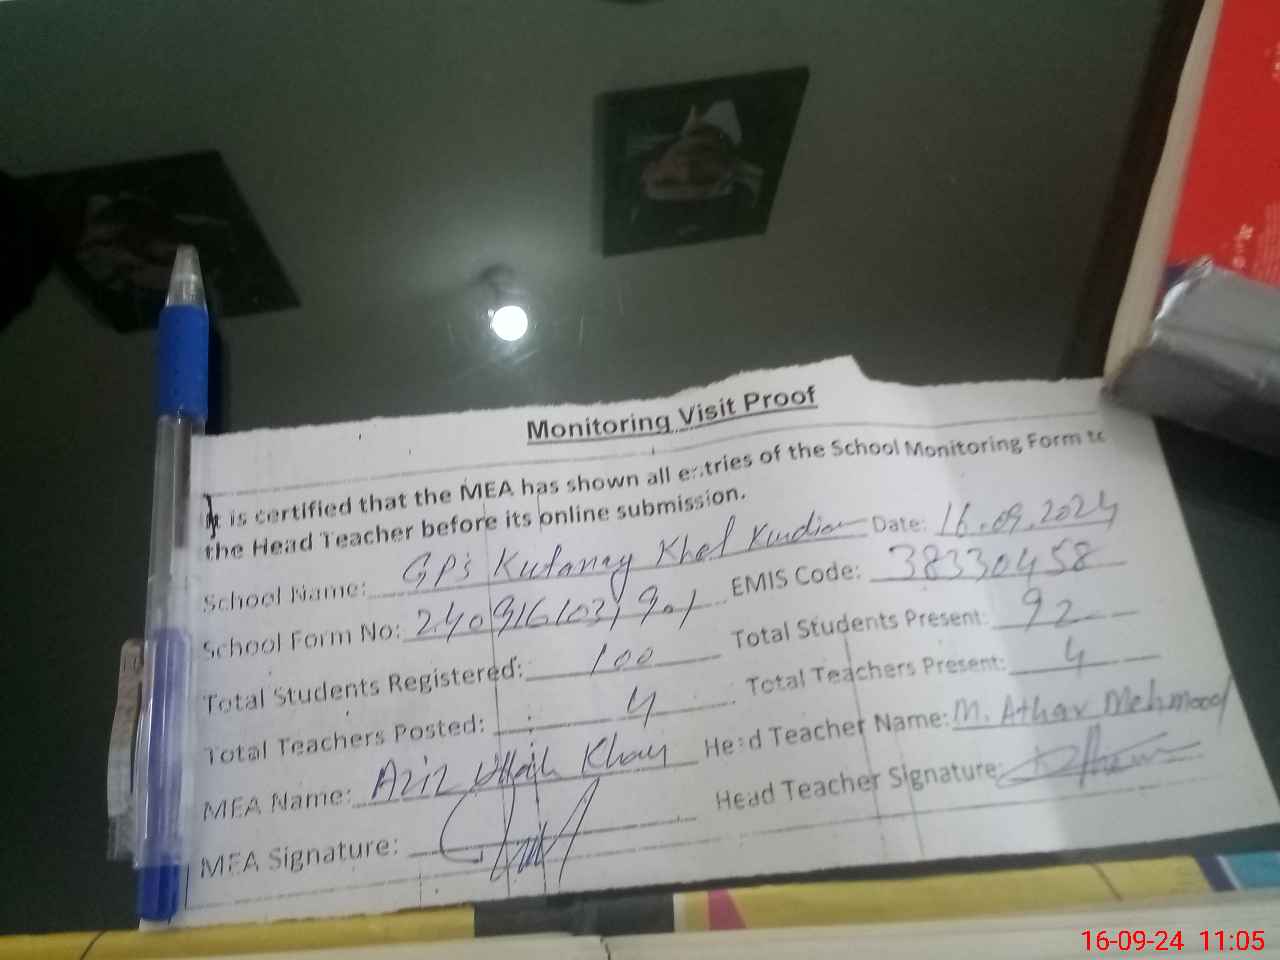 Monitoring Visit Proof
It is certified that the MEA has shown all entries of the School Monitoring Form to
the Head Teacher before its online submission.
School Name: GPS Kutanay Khel Kundian Date: 16.09.2024
School Form No: EMIS Code: 38330458
Total Students Registered: 100 Total Students Present: 92
Total Teachers Posted: 4 Total Teachers Present: 4
MEA Name: Aziz Ullah Khan Head Teacher Name: M. Athar Mehmood
MEA Signature: Head Teacher Signature:
16-09-24 11:05